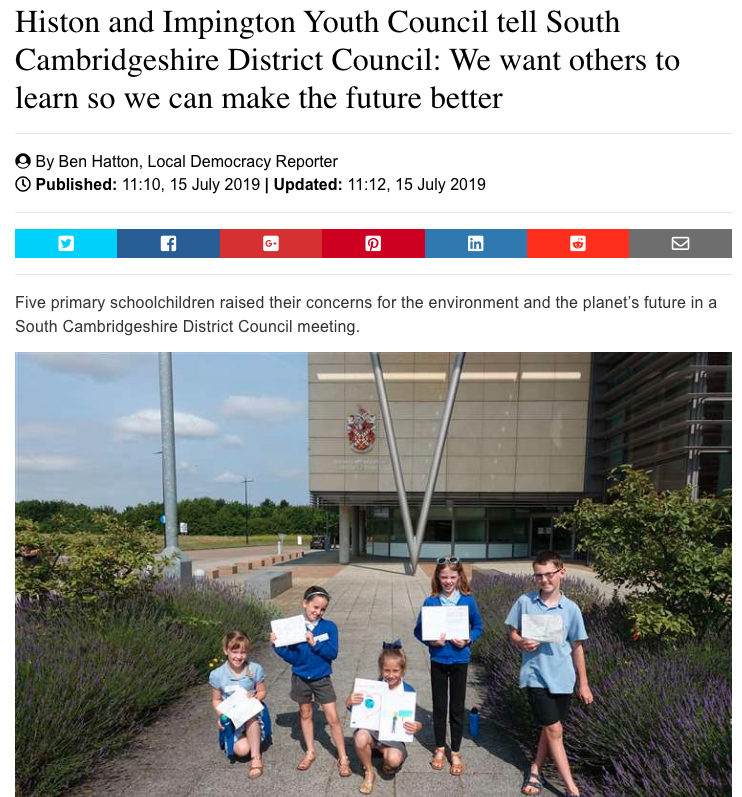 Histon and Impington Youth Council tell South
Cambridgeshire District Council: We want others to
learn so we can make the future better
By Ben Hatton, Local Democracy Reporter
Published: 11:10, 15 July 2019 | Updated: 11:12, 15 July 2019
Five primary schoolchildren raised their concerns for the environment and the planet's future in a
South Cambridgeshire District Council meeting.